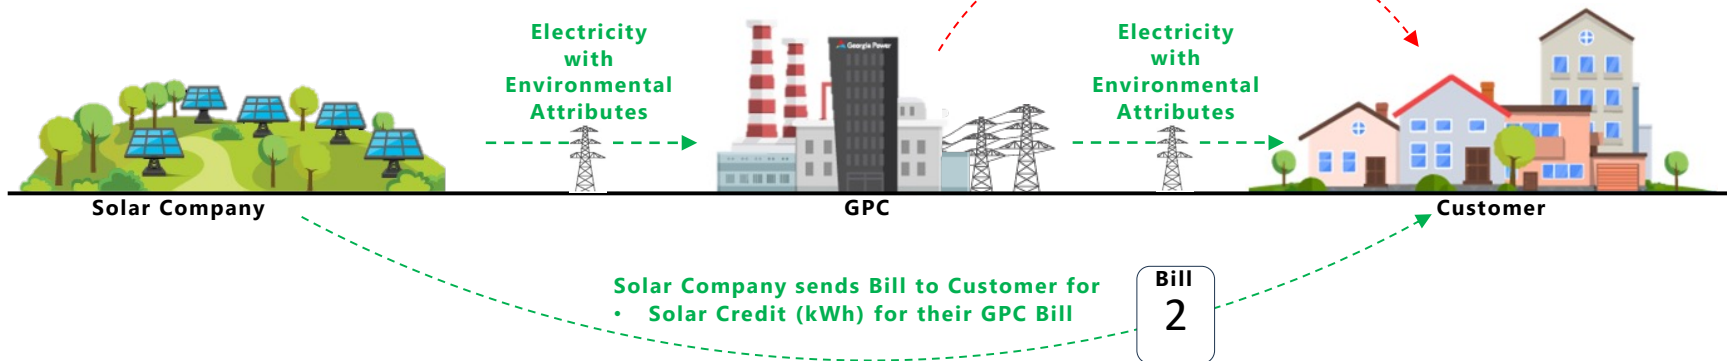 Electricity
with
Environmental
Attributes
Georgia Power
Electricity
with
Environmental
Attributes
Solar Company
GPC
Customer
Solar Company sends Bill to Customer for
• Solar Credit (kWh) for their GPC Bill
Bill
2